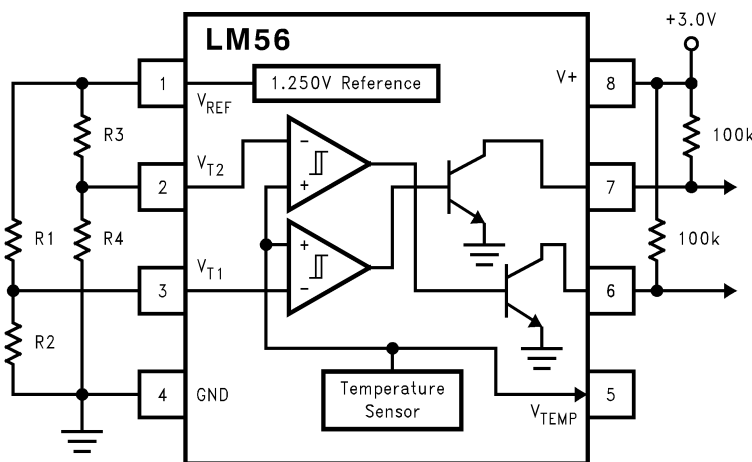 LM56
+3.0V
1
V_REF
1.250V Reference
V+
8
R3
100k
2
V_T2
−
+
7
R1
R4
3
V_T1
+
−
100k
6
R2
4
GND
Temperature
Sensor
V_TEMP
5